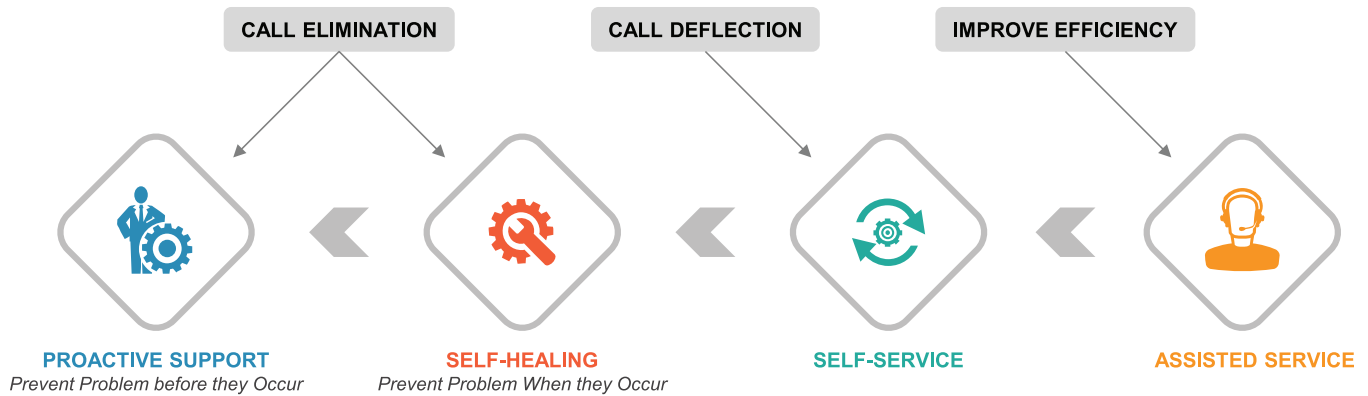 CALL ELIMINATION
CALL DEFLECTION
IMPROVE EFFICIENCY
PROACTIVE SUPPORT
Prevent Problem before they Occur
SELF-HEALING
Prevent Problem When they Occur
SELF-SERVICE
ASSISTED SERVICE